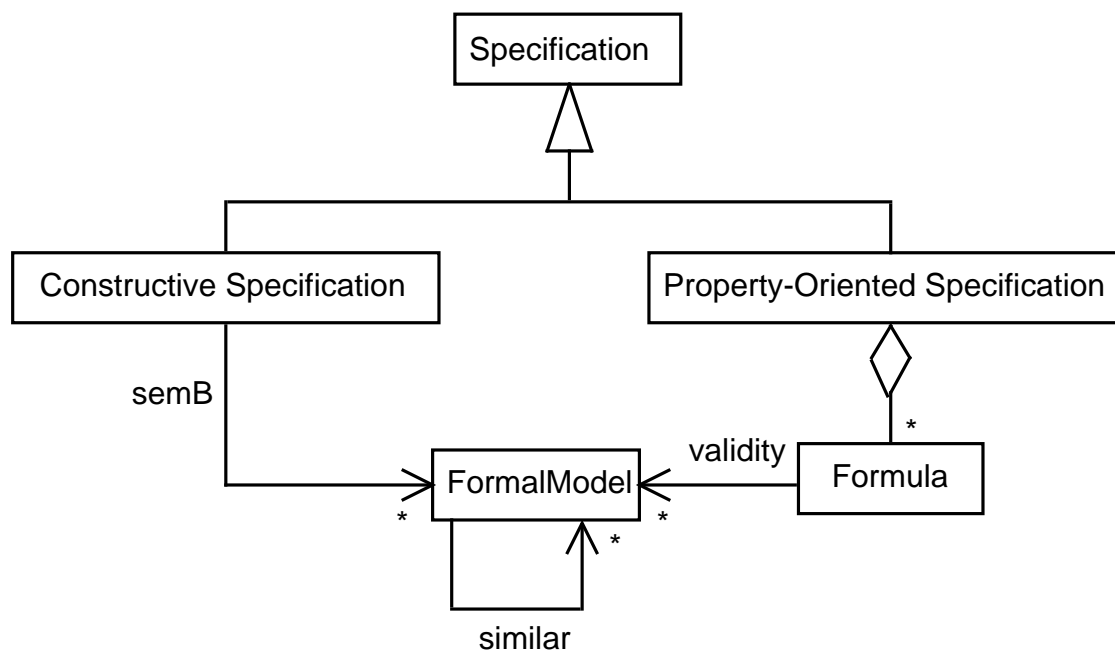 Specification
Constructive Specification
Property-Oriented Specification
semB
*
validity
FormalModel
Formula
*
*
*
similar